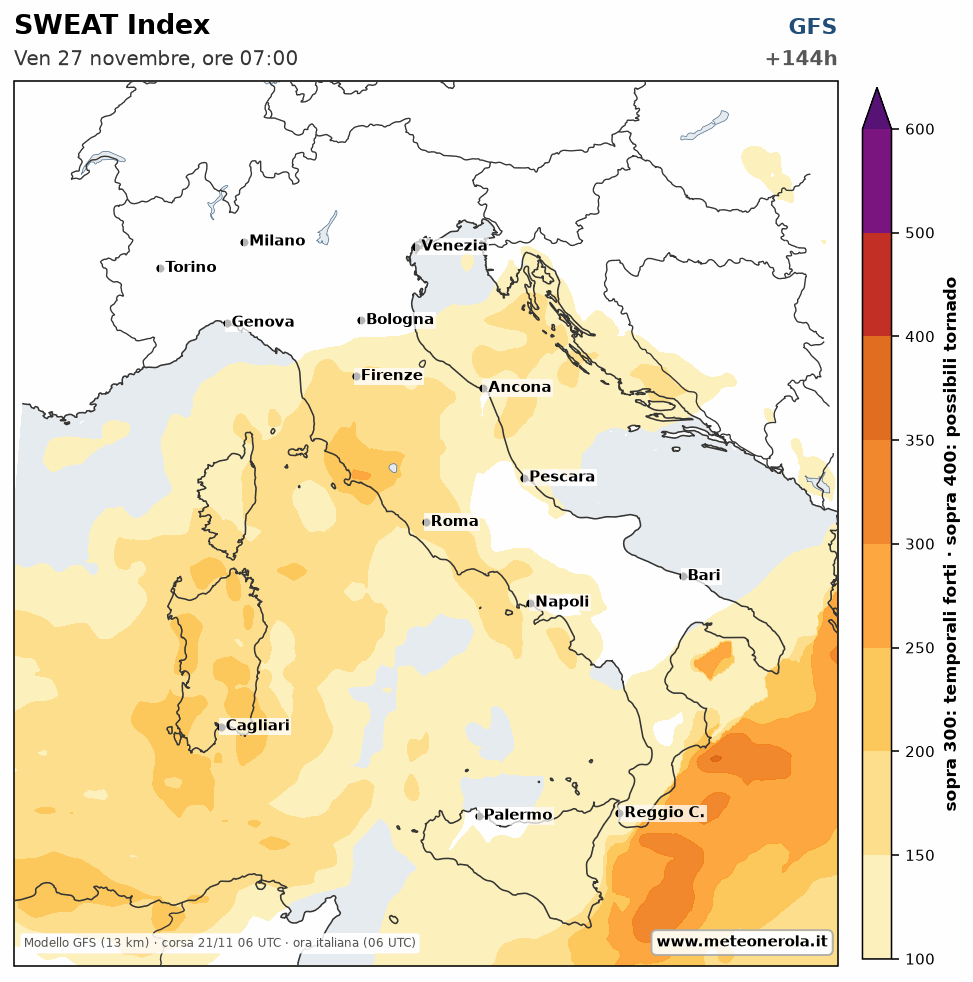 SWEAT Index
GFS
Ven 27 novembre, ore 07:00
+144h
600
500
400
350
300
250
200
150
100
sopra 300: temporali forti · sopra 400: possibili tornado
Milano
Venezia
Torino
Genova
Bologna
Firenze
Ancona
Pescara
Roma
Bari
Napoli
Cagliari
Palermo
Reggio C.
Modello GFS (13 km) · corsa 21/11 06 UTC · ora italiana (06 UTC)
www.meteonerola.it